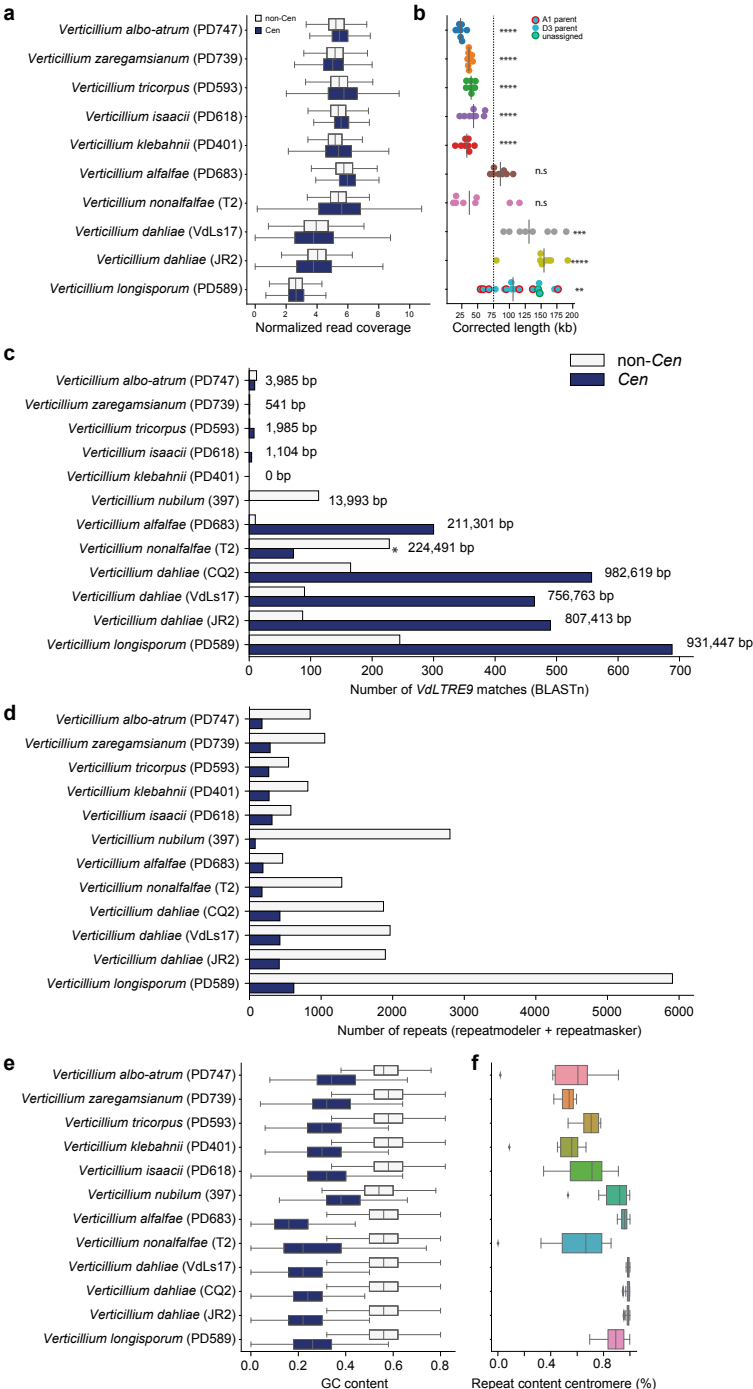 a
non-Cen
Cen
b
A1 parent
D3 parent
unassigned
Verticillium albo-atrum (PD747)
****
Verticillium zaregamsianum (PD739)
****
Verticillium tricorpus (PD593)
****
Verticillium isaacii (PD618)
****
Verticillium klebahnii (PD401)
****
Verticillium alfalfae (PD683)
n.s
Verticillium nonalfalfae (T2)
n.s
Verticillium dahliae (VdLs17)
***
Verticillium dahliae (JR2)
****
Verticillium longisporum (PD589)
**
0 2 4 6 8 10
25 50 75 100 125 150 175 200
Normalized read coverage
Corrected length (kb)
c
non-Cen
Cen
Verticillium albo-atrum (PD747) 3,985 bp
Verticillium zaregamsianum (PD739) 541 bp
Verticillium tricorpus (PD593) 1,985 bp
Verticillium isaacii (PD618) 1,104 bp
Verticillium klebahnii (PD401) 0 bp
Verticillium nubilum (397) 13,993 bp
Verticillium alfalfae (PD683) 211,301 bp
Verticillium nonalfalfae (T2) * 224,491 bp
Verticillium dahliae (CQ2) 982,619 bp
Verticillium dahliae (VdLs17) 756,763 bp
Verticillium dahliae (JR2) 807,413 bp
Verticillium longisporum (PD589) 931,447 bp
0 100 200 300 400 500 600 700
Number of VdLTRE9 matches (BLASTn)
d
Verticillium albo-atrum (PD747)
Verticillium zaregamsianum (PD739)
Verticillium tricorpus (PD593)
Verticillium klebahnii (PD401)
Verticillium isaacii (PD618)
Verticillium nubilum (397)
Verticillium alfalfae (PD683)
Verticillium nonalfalfae (T2)
Verticillium dahliae (CQ2)
Verticillium dahliae (VdLs17)
Verticillium dahliae (JR2)
Verticillium longisporum (PD589)
0 1000 2000 3000 4000 5000 6000
Number of repeats (repeatmodeler + repeatmasker)
e
f
Verticillium albo-atrum (PD747)
Verticillium zaregamsianum (PD739)
Verticillium tricorpus (PD593)
Verticillium klebahnii (PD401)
Verticillium isaacii (PD618)
Verticillium nubilum (397)
Verticillium alfalfae (PD683)
Verticillium nonalfalfae (T2)
Verticillium dahliae (VdLs17)
Verticillium dahliae (CQ2)
Verticillium dahliae (JR2)
Verticillium longisporum (PD589)
0.0 0.2 0.4 0.6 0.8
0.0 0.4 0.8
GC content
Repeat content centromere (%)